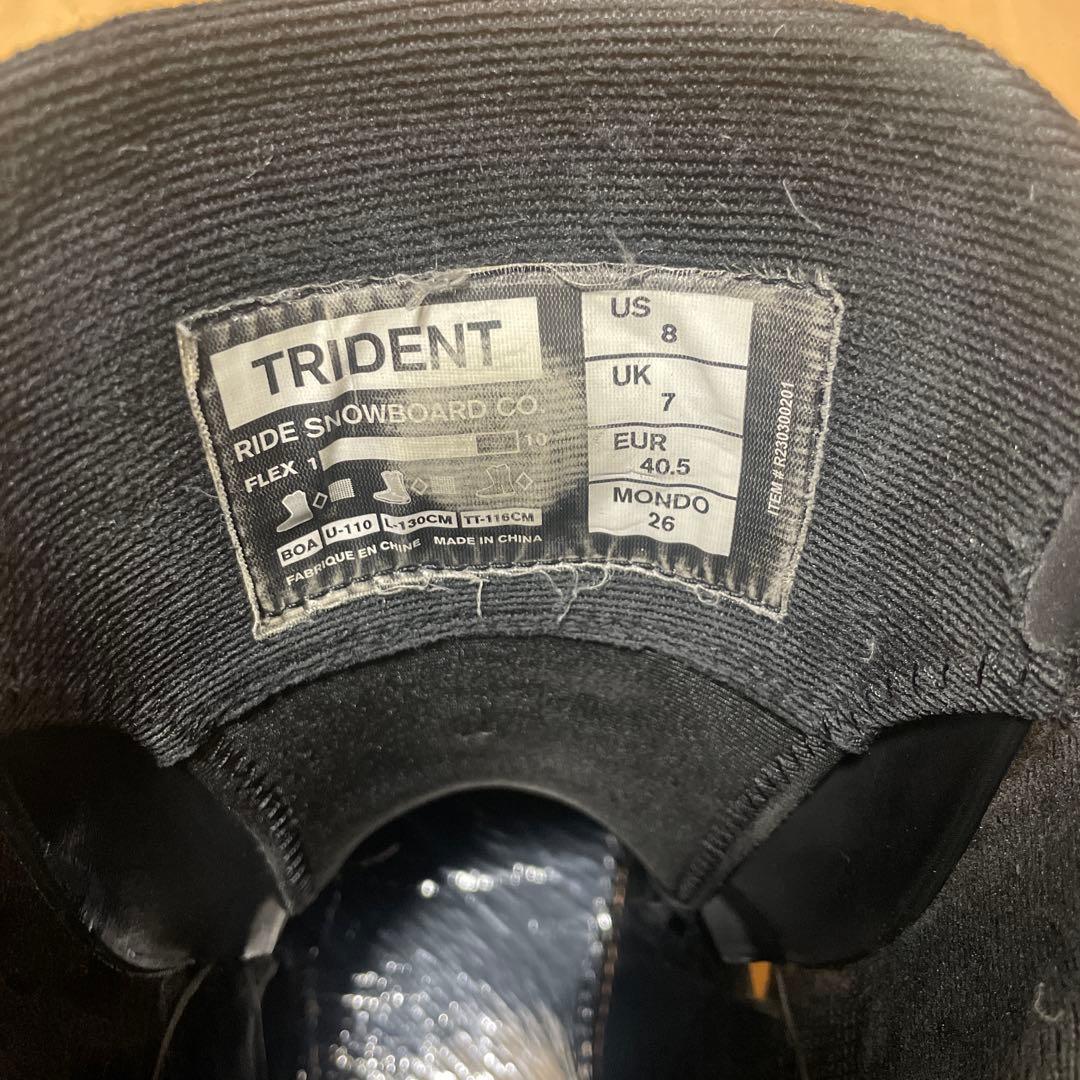 TRIDENT
RIDE SNOWBOARD CO.
FLEX 1 10
BOA U-110 L-130CM TT-116CM
FABRIQUE EN CHINE MADE IN CHINA
US
8
UK
7
EUR
40.5
MONDO
26
ITEM # R230300201